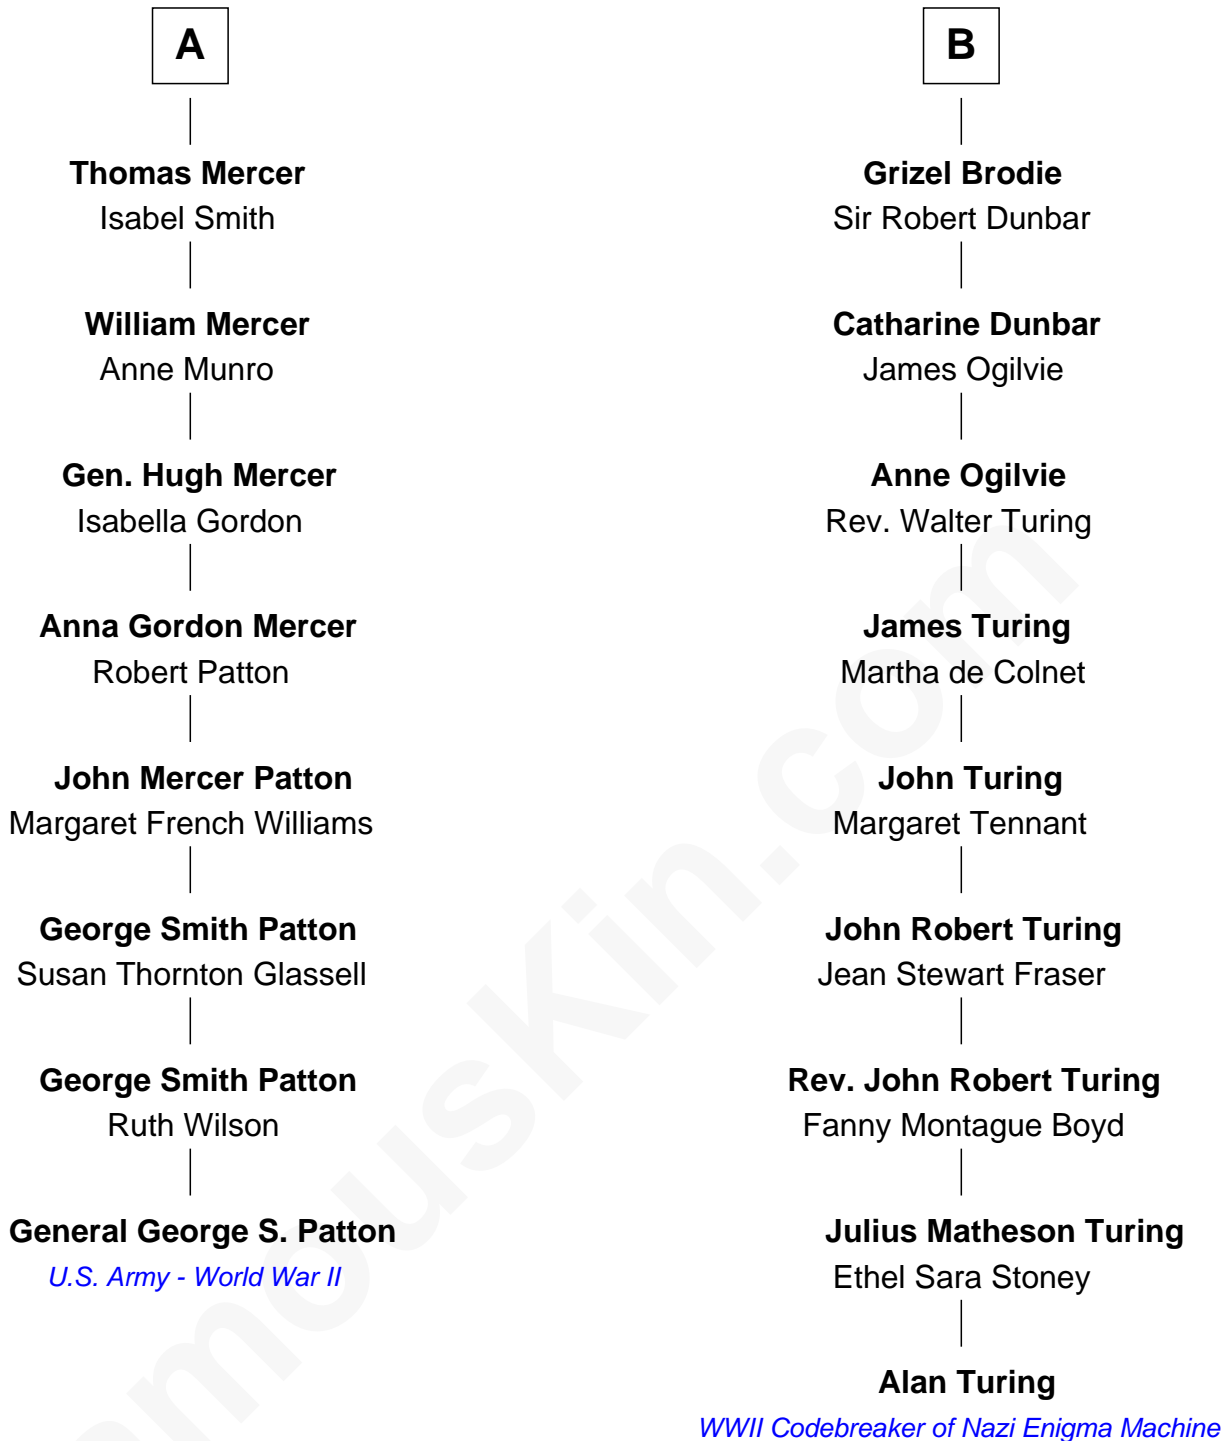 A
Thomas Mercer
Isabel Smith
William Mercer
Anne Munro
Gen. Hugh Mercer
Isabella Gordon
Anna Gordon Mercer
Robert Patton
John Mercer Patton
Margaret French Williams
George Smith Patton
Susan Thornton Glassell
George Smith Patton
Ruth Wilson
General George S. Patton
U.S. Army - World War II
B
Grizel Brodie
Sir Robert Dunbar
Catharine Dunbar
James Ogilvie
Anne Ogilvie
Rev. Walter Turing
James Turing
Martha de Colnet
John Turing
Margaret Tennant
John Robert Turing
Jean Stewart Fraser
Rev. John Robert Turing
Fanny Montague Boyd
Julius Matheson Turing
Ethel Sara Stoney
Alan Turing
WWII Codebreaker of Nazi Enigma Machine
amousKin.com